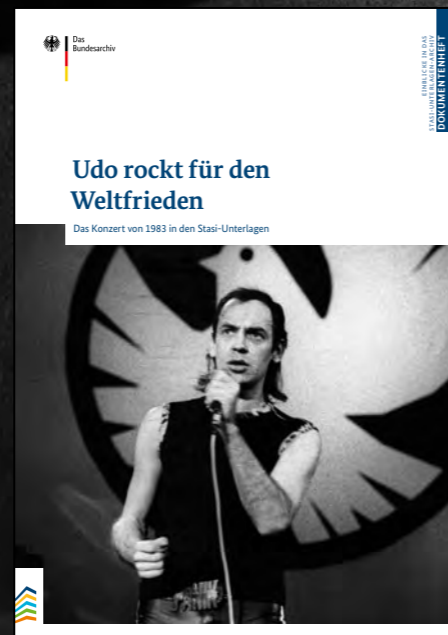 Das
Bundesarchiv
EINBLICKE IN DAS
STASI-UNTERLAGEN-ARCHIV
DOKUMENTENHEFT
Udo rockt für den
Weltfrieden
Das Konzert von 1983 in den Stasi-Unterlagen